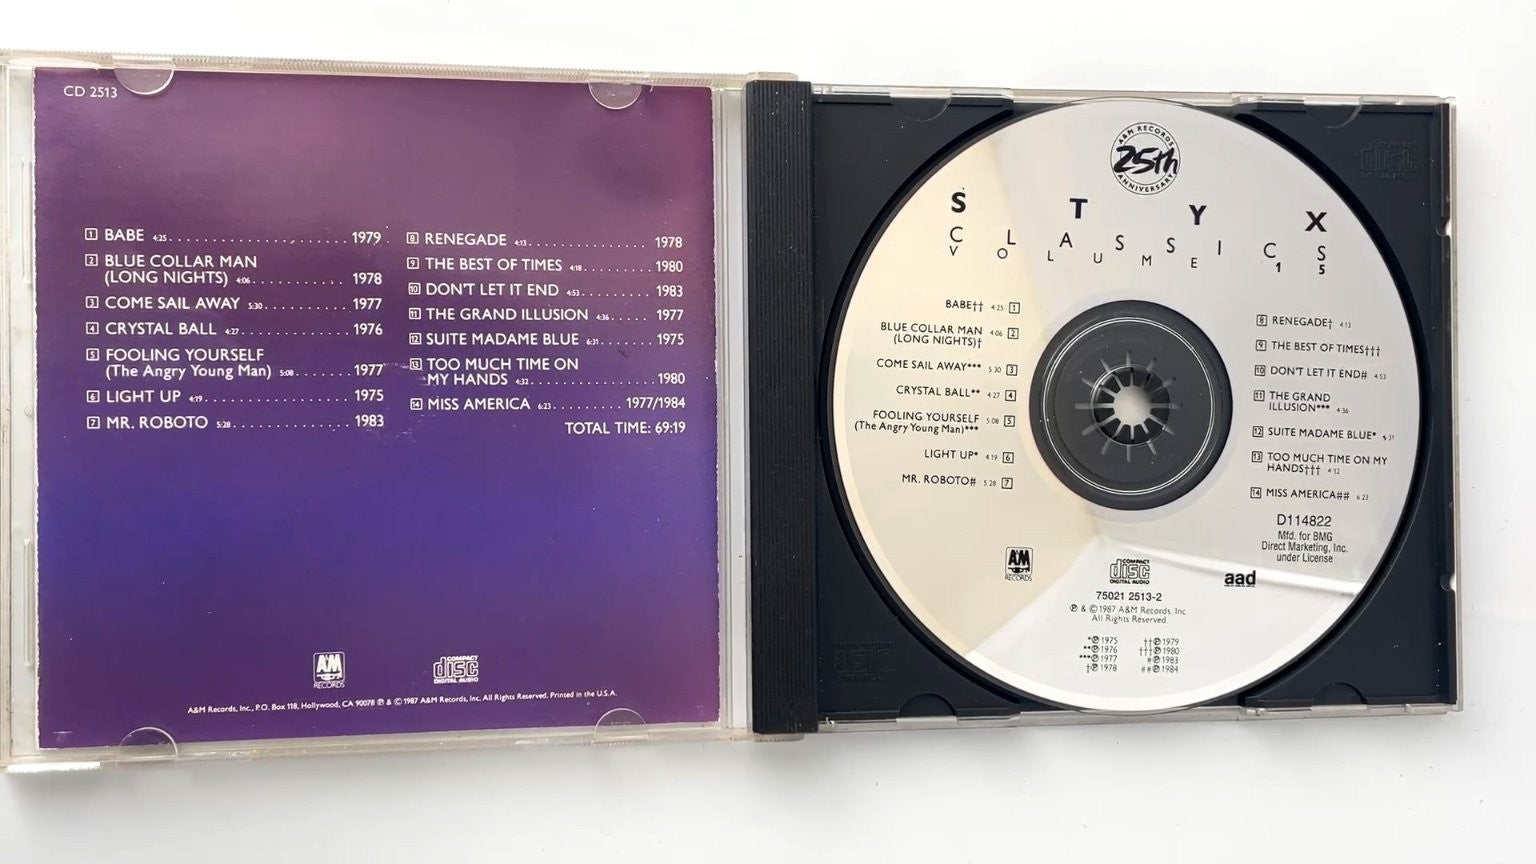 CD 2513
1 BABE 4:25 . . . . . . . . . . . . . . . . . . . . . . 1979
2 BLUE COLLAR MAN
(LONG NIGHTS) 4:06 . . . . . . . . . . . . 1978
3 COME SAIL AWAY 5:30 . . . . . . . . . . 1977
4 CRYSTAL BALL 4:27 . . . . . . . . . . . . . 1976
5 FOOLING YOURSELF
(The Angry Young Man) 5:08 . . . . . . . 1977
6 LIGHT UP 4:19 . . . . . . . . . . . . . . . . . . 1975
7 MR. ROBOTO 5:28 . . . . . . . . . . . . . . 1983
8 RENEGADE 4:13 . . . . . . . . . . . . . . 1978
9 THE BEST OF TIMES 4:18 . . . . . . . . 1980
10 DON'T LET IT END 4:53 . . . . . . . . . 1983
11 THE GRAND ILLUSION 4:36 . . . . . 1977
12 SUITE MADAME BLUE 6:31 . . . . . . 1975
13 TOO MUCH TIME ON
MY HANDS 4:32 . . . . . . . . . . . . . . 1980
14 MISS AMERICA 6:23 . . . . . . . . 1977/1984
TOTAL TIME: 69:19
A&M
RECORDS
COMPACT
disc
DIGITAL AUDIO
A&M Records, Inc., P.O. Box 118, Hollywood, CA 90078 ℗ & © 1987 A&M Records, Inc. All Rights Reserved. Printed in the U.S.A.
A&M RECORDS
25th
ANNIVERSARY
STYX
CLASSICS
VOLUME 15
BABE†† 4:25 1
BLUE COLLAR MAN 4:06 2
(LONG NIGHTS)†
COME SAIL AWAY*** 5:30 3
CRYSTAL BALL** 4:27 4
FOOLING YOURSELF 5:08 5
(The Angry Young Man)***
LIGHT UP* 4:19 6
MR. ROBOTO# 5:28 7
8 RENEGADE† 4:13
9 THE BEST OF TIMES†††
10 DON'T LET IT END# 4:53
11 THE GRAND
ILLUSION*** 4:36
12 SUITE MADAME BLUE* 6:31
13 TOO MUCH TIME ON MY
HANDS††† 4:32
14 MISS AMERICA## 6:23
D114822
Mfd. for BMG
Direct Marketing, Inc.
under License
A&M
RECORDS
COMPACT
disc
DIGITAL AUDIO
aad
75021 2513-2
℗ & © 1987 A&M Records, Inc.
All Rights Reserved.
*℗ 1975
**℗ 1976
***℗ 1977
†℗ 1978
††℗ 1979
†††℗ 1980
#℗ 1983
##℗ 1984